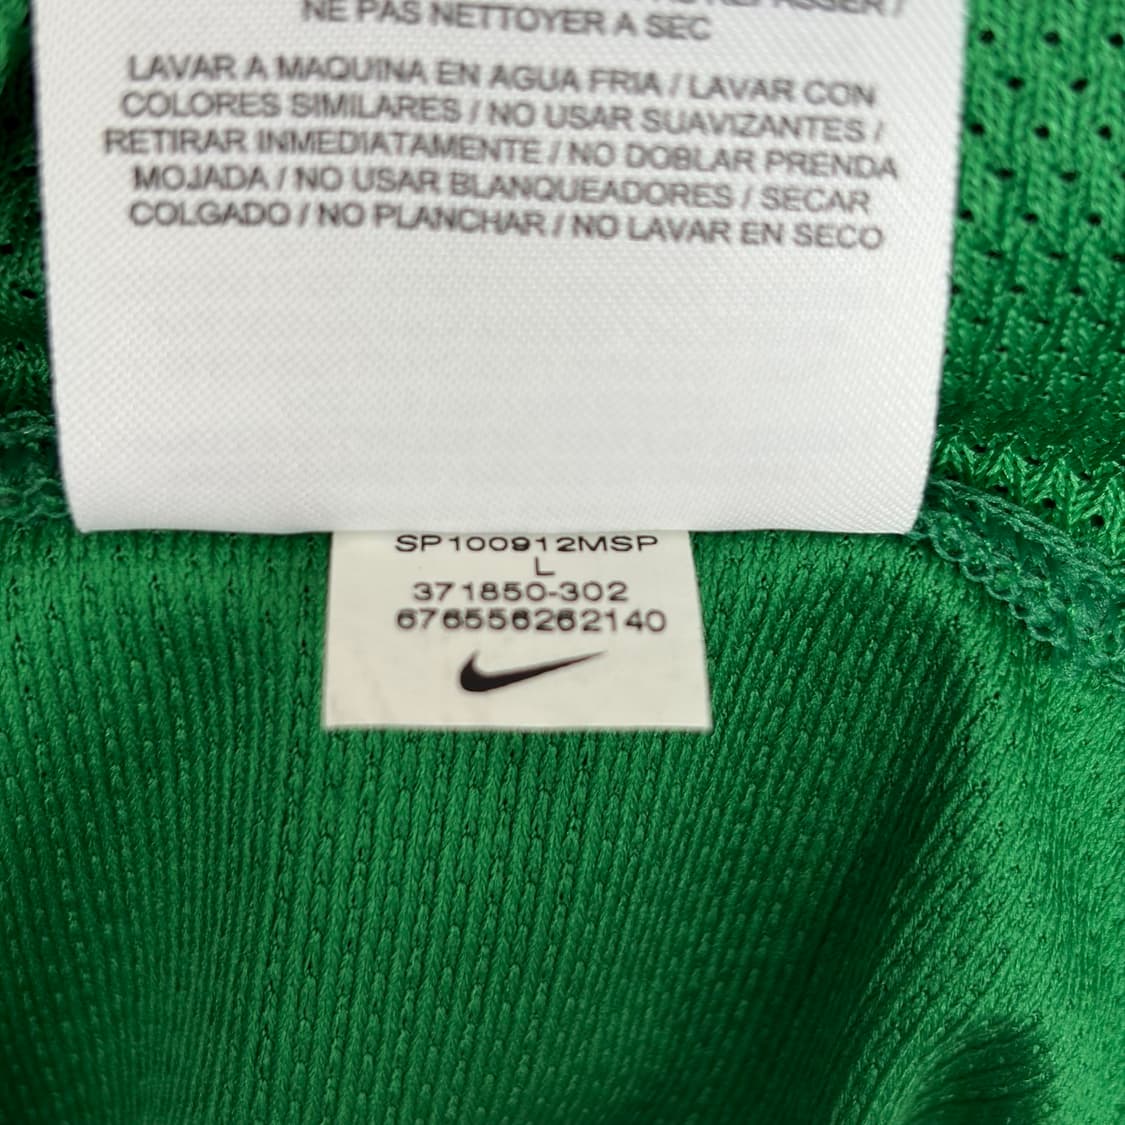 REPASSER /
NE PAS NETTOYER A SEC
LAVAR A MAQUINA EN AGUA FRIA / LAVAR CON
COLORES SIMILARES / NO USAR SUAVIZANTES /
RETIRAR INMEDIATAMENTE / NO DOBLAR PRENDA
MOJADA / NO USAR BLANQUEADORES / SECAR
COLGADO / NO PLANCHAR / NO LAVAR EN SECO
SP100912MSP
L
371850-302
676556262140